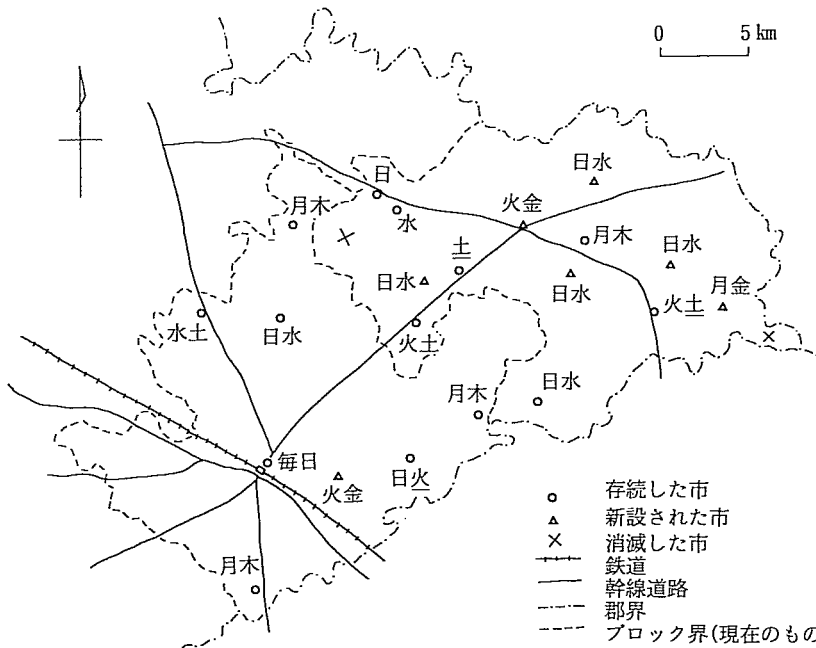 0 5 km
日水
日
月木
水
火金
月木
土
日水
日水
日水
月金
火土
水土
日水
火土
月木
日水
毎日
火金
日火
月木
存続した市
新設された市
消滅した市
鉄道
幹線道路
郡界
ブロック界(現在のもの